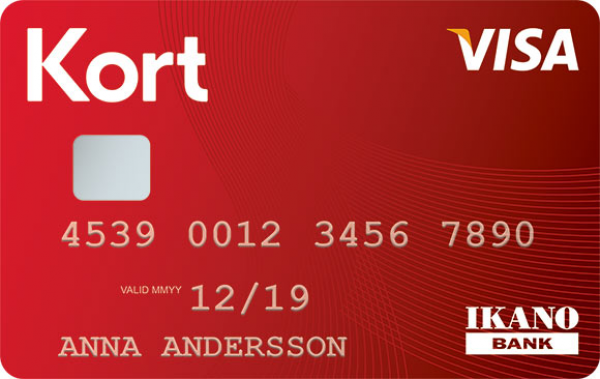 Kort
VISA
4539 0012 3456 7890
VALID MMYY 12/19
ANNA ANDERSSON
IKANO
BANK